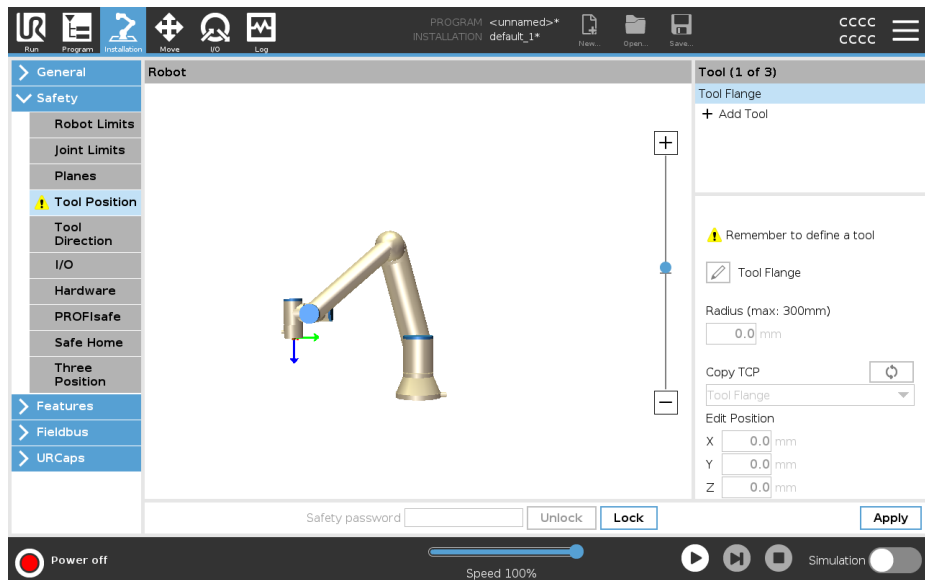 UR
Run
Program
Installation
Move
I/O
Log
PROGRAM <unnamed>*
INSTALLATION default_1*
New...
Open...
Save...
CCCC
CCCC
General
Safety
Robot Limits
Joint Limits
Planes
Tool Position
Tool
Direction
I/O
Hardware
PROFIsafe
Safe Home
Three
Position
Features
Fieldbus
URCaps
Robot
Tool (1 of 3)
Tool Flange
+ Add Tool
Remember to define a tool
Tool Flange
Radius (max: 300mm)
0.0 mm
Copy TCP
Tool Flange
Edit Position
X 0.0 mm
Y 0.0 mm
Z 0.0 mm
Safety password
Unlock
Lock
Apply
Power off
Speed 100%
Simulation